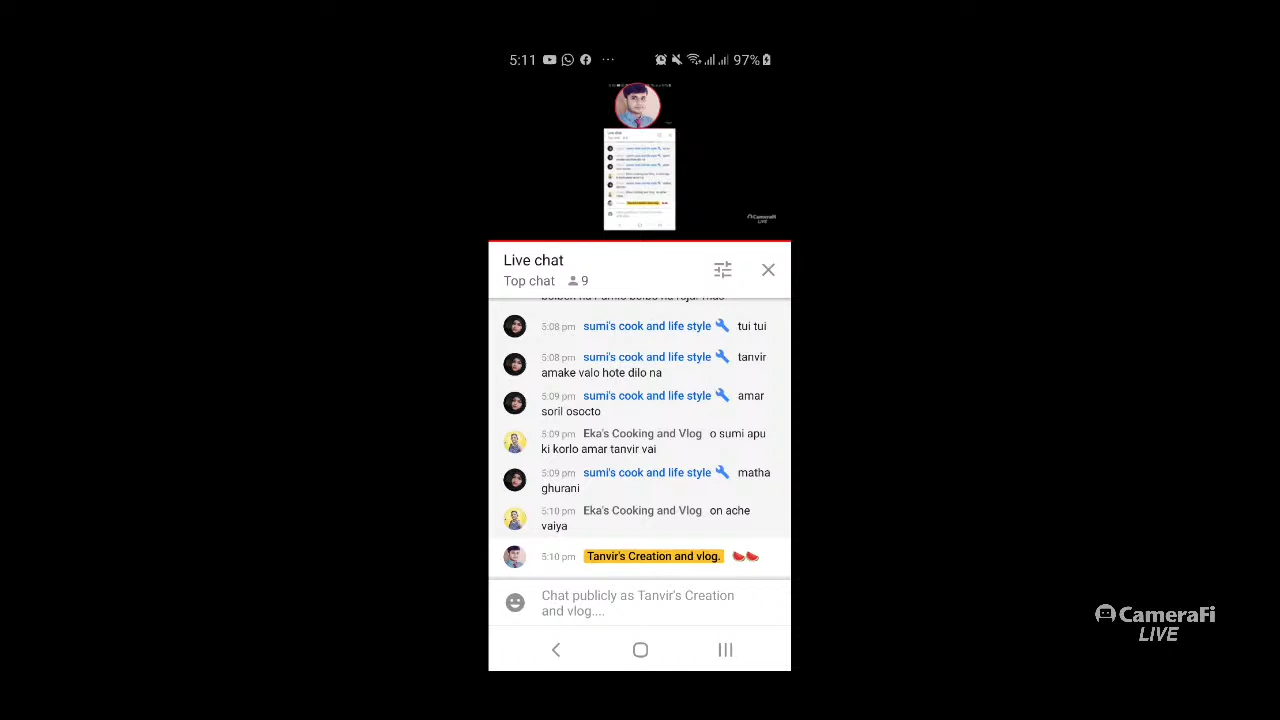 5:11 97%
CameraFi
LIVE
Live chat
Top chat 9
5:08 pm sumi's cook and life style tui tui
5:08 pm sumi's cook and life style tanvir
amake valo hote dilo na
5:09 pm sumi's cook and life style amar
soril osocto
5:09 pm Eka's Cooking and Vlog o sumi apu
ki korlo amar tanvir vai
5:09 pm sumi's cook and life style matha
ghurani
5:10 pm Eka's Cooking and Vlog on ache
vaiya
5:10 pm Tanvir's Creation and vlog. 🍉🍉
Chat publicly as Tanvir's Creation
and vlog....
CameraFi
LIVE